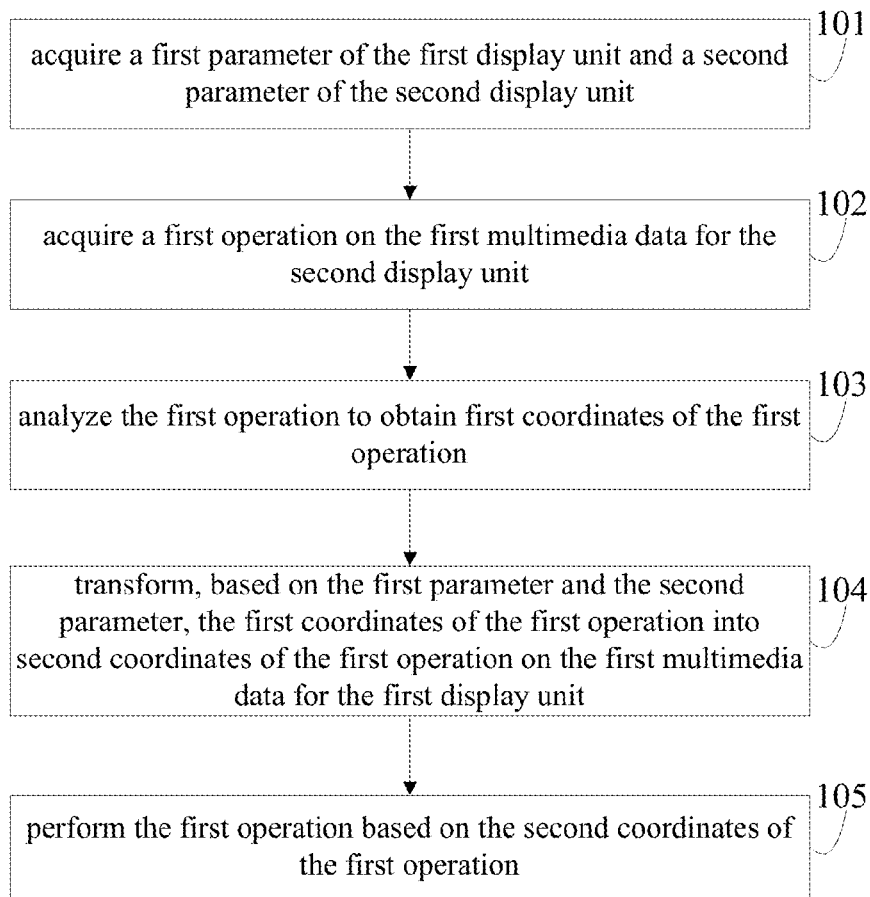 101
acquire a first parameter of the first display unit and a second
parameter of the second display unit
102
acquire a first operation on the first multimedia data for the
second display unit
103
analyze the first operation to obtain first coordinates of the first
operation
104
transform, based on the first parameter and the second
parameter, the first coordinates of the first operation into
second coordinates of the first operation on the first multimedia
data for the first display unit
105
perform the first operation based on the second coordinates of
the first operation